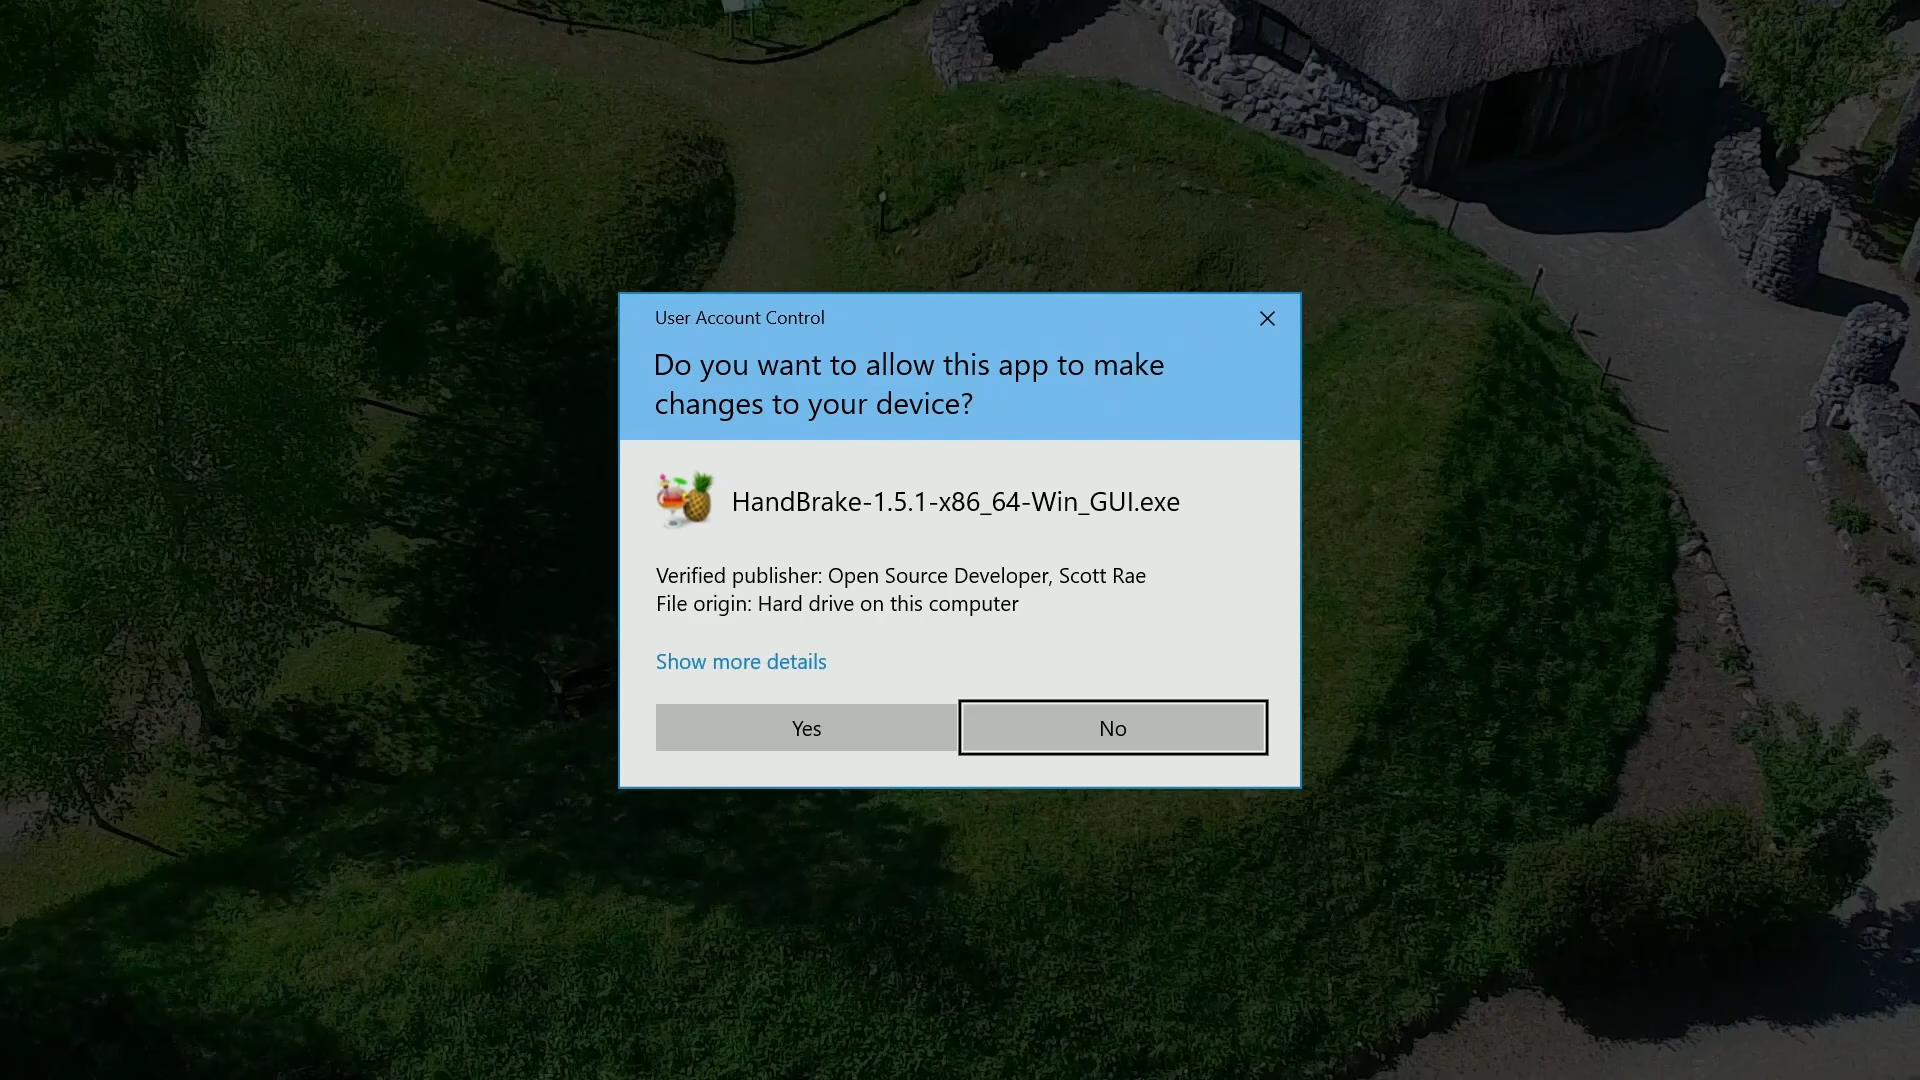 User Account Control
Do you want to allow this app to make
changes to your device?
HandBrake-1.5.1-x86_64-Win_GUI.exe
Verified publisher: Open Source Developer, Scott Rae
File origin: Hard drive on this computer
Show more details
Yes
No